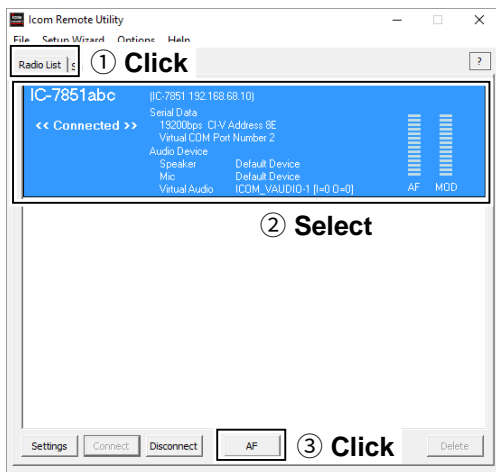 Icom Remote Utility
File Setup Wizard Options Help
Radio List
① Click
?
IC-7851abc (IC-7851 192.168.68.10)
Serial Data
<< Connected >> 19200bps CI-V Address 8E
Virtual COM Port Number 2
Audio Device
Speaker Default Device
Mic Default Device
Virtual Audio ICOM_VAUDIO-1 [I=0 O=0] AF MOD
② Select
Settings Connect Disconnect AF ③ Click Delete